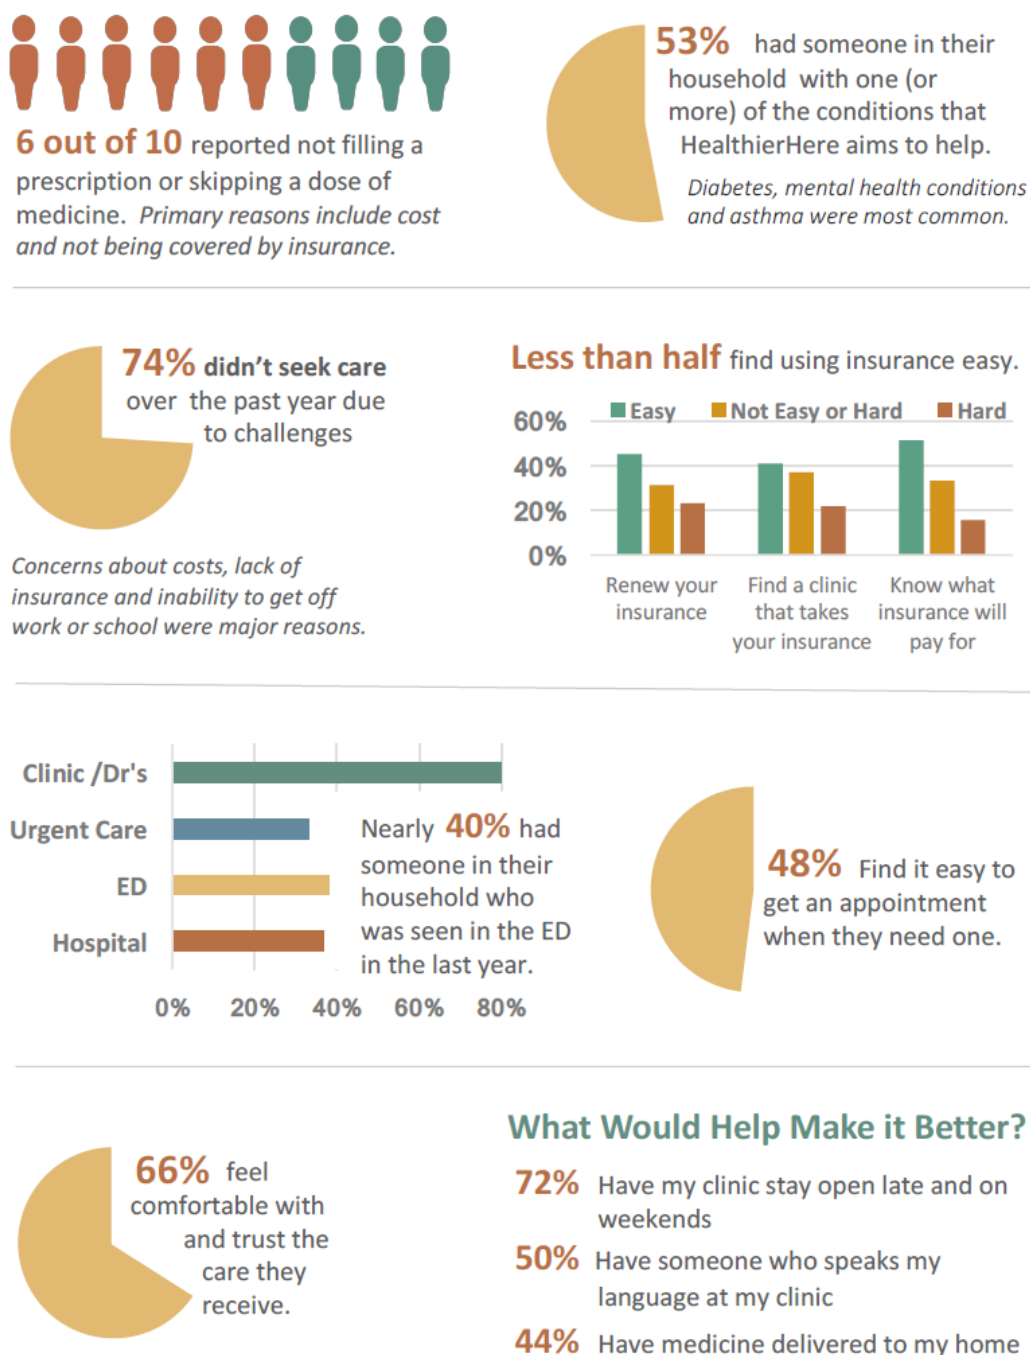 6 out of 10 reported not filling a
prescription or skipping a dose of
medicine. Primary reasons include cost
and not being covered by insurance.
53% had someone in their
household with one (or
more) of the conditions that
HealthierHere aims to help.
Diabetes, mental health conditions
and asthma were most common.
74% didn't seek care
over the past year due
to challenges
Concerns about costs, lack of
insurance and inability to get off
work or school were major reasons.
Less than half find using insurance easy.
Easy Not Easy or Hard Hard
60%
40%
20%
0%
Renew your
insurance
Find a clinic
that takes
your insurance
Know what
insurance will
pay for
Clinic /Dr's
Urgent Care
ED
Hospital
0% 20% 40% 60% 80%
Nearly 40% had
someone in their
household who
was seen in the ED
in the last year.
48% Find it easy to
get an appointment
when they need one.
66% feel
comfortable with
and trust the
care they
receive.
What Would Help Make it Better?
72% Have my clinic stay open late and on
weekends
50% Have someone who speaks my
language at my clinic
44% Have medicine delivered to my home